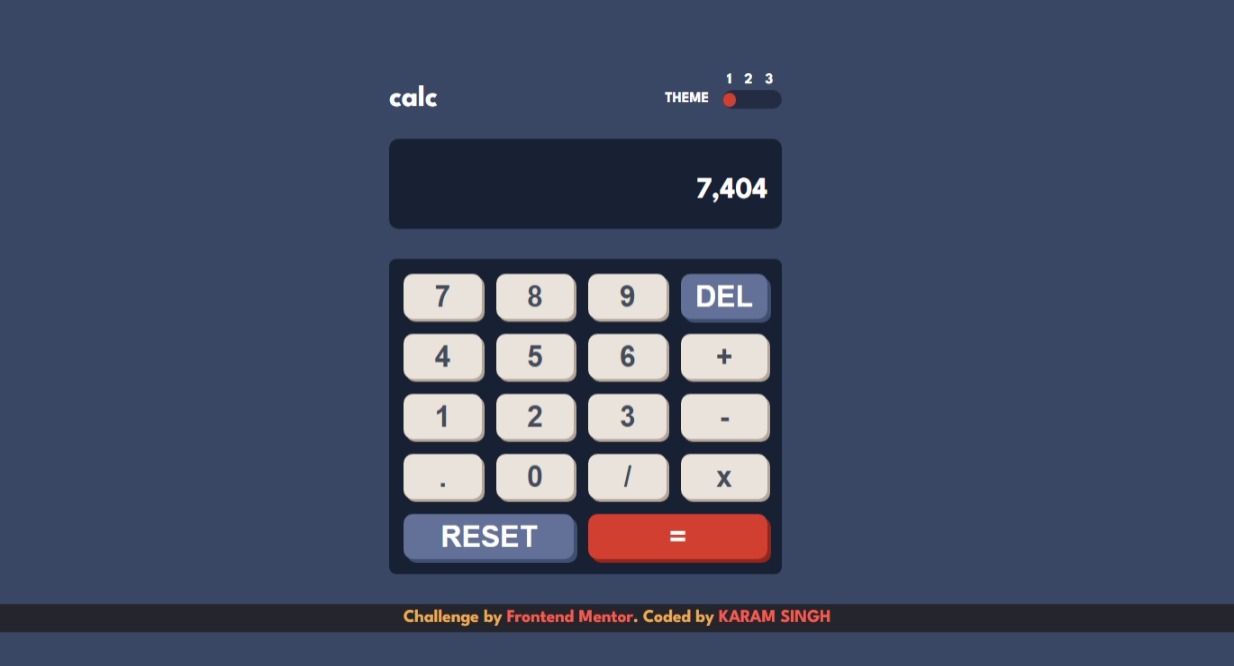 1 2 3
calc THEME
7,404
7 8 9 DEL
4 5 6 +
1 2 3 -
. 0 / x
RESET =
Challenge by Frontend Mentor. Coded by KARAM SINGH